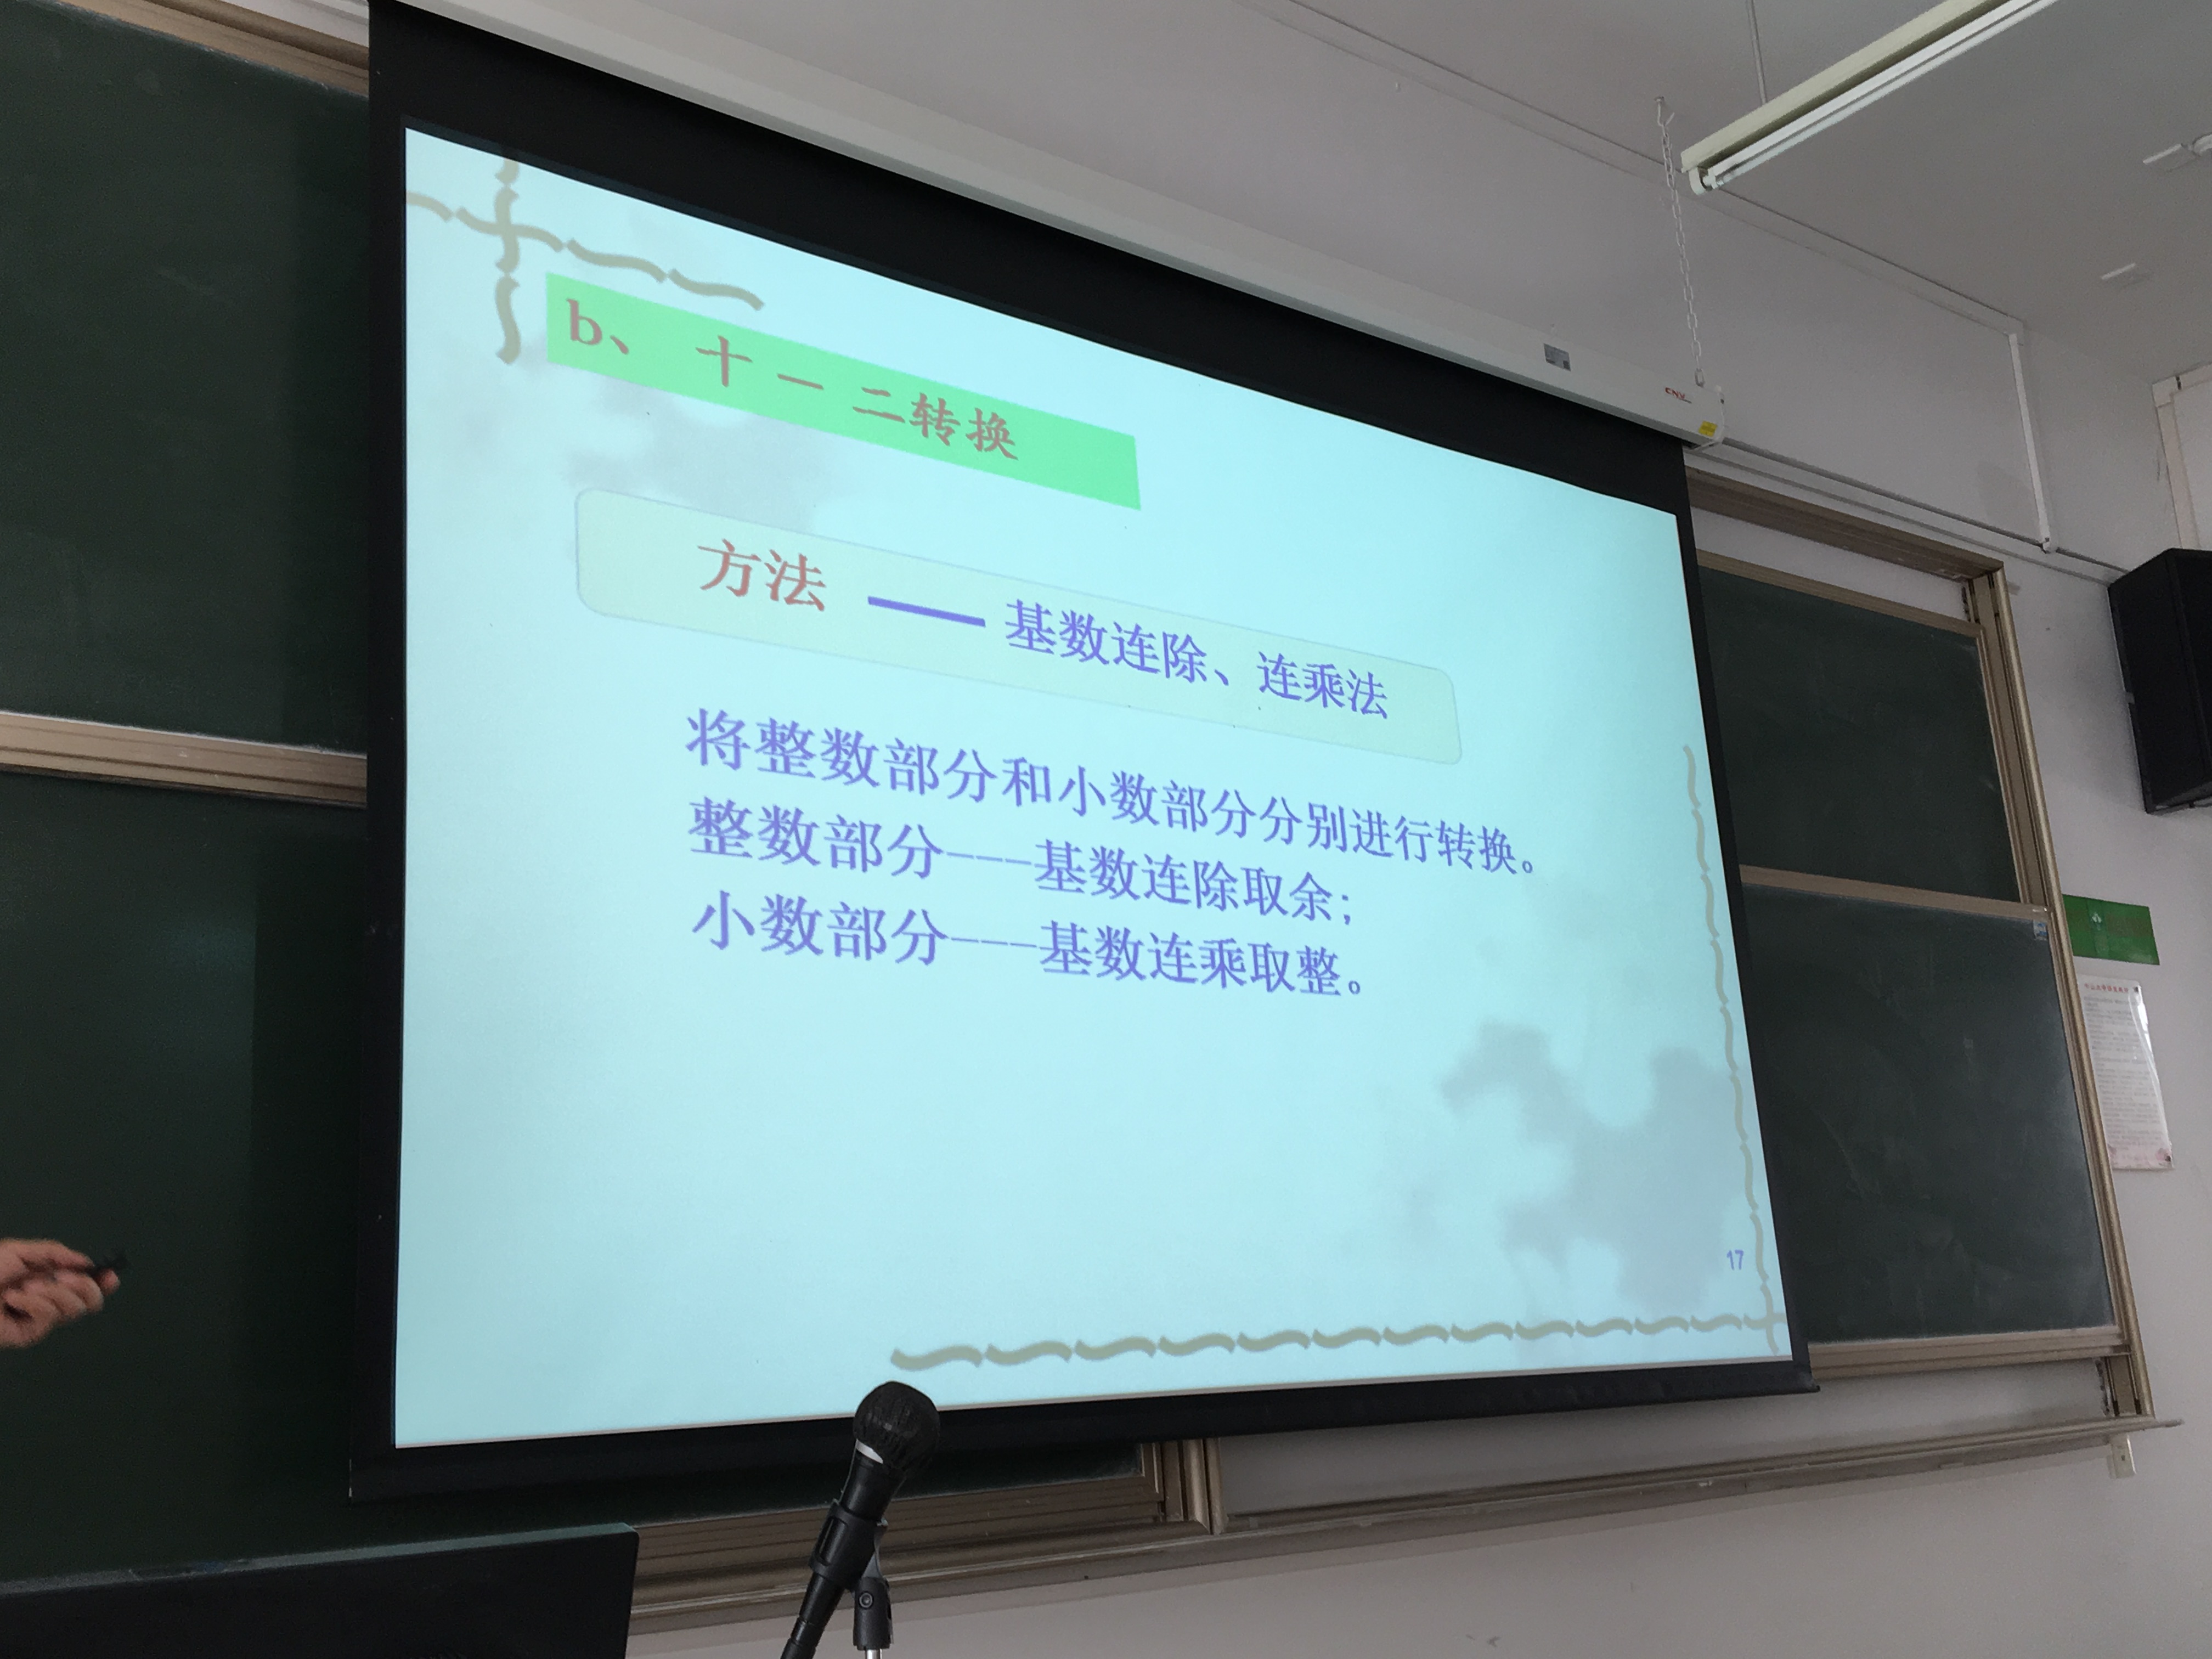 b、 十 — 二转换
方法 —— 基数连除、连乘法
将整数部分和小数部分分别进行转换。
整数部分---基数连除取余;
小数部分---基数连乘取整。
17